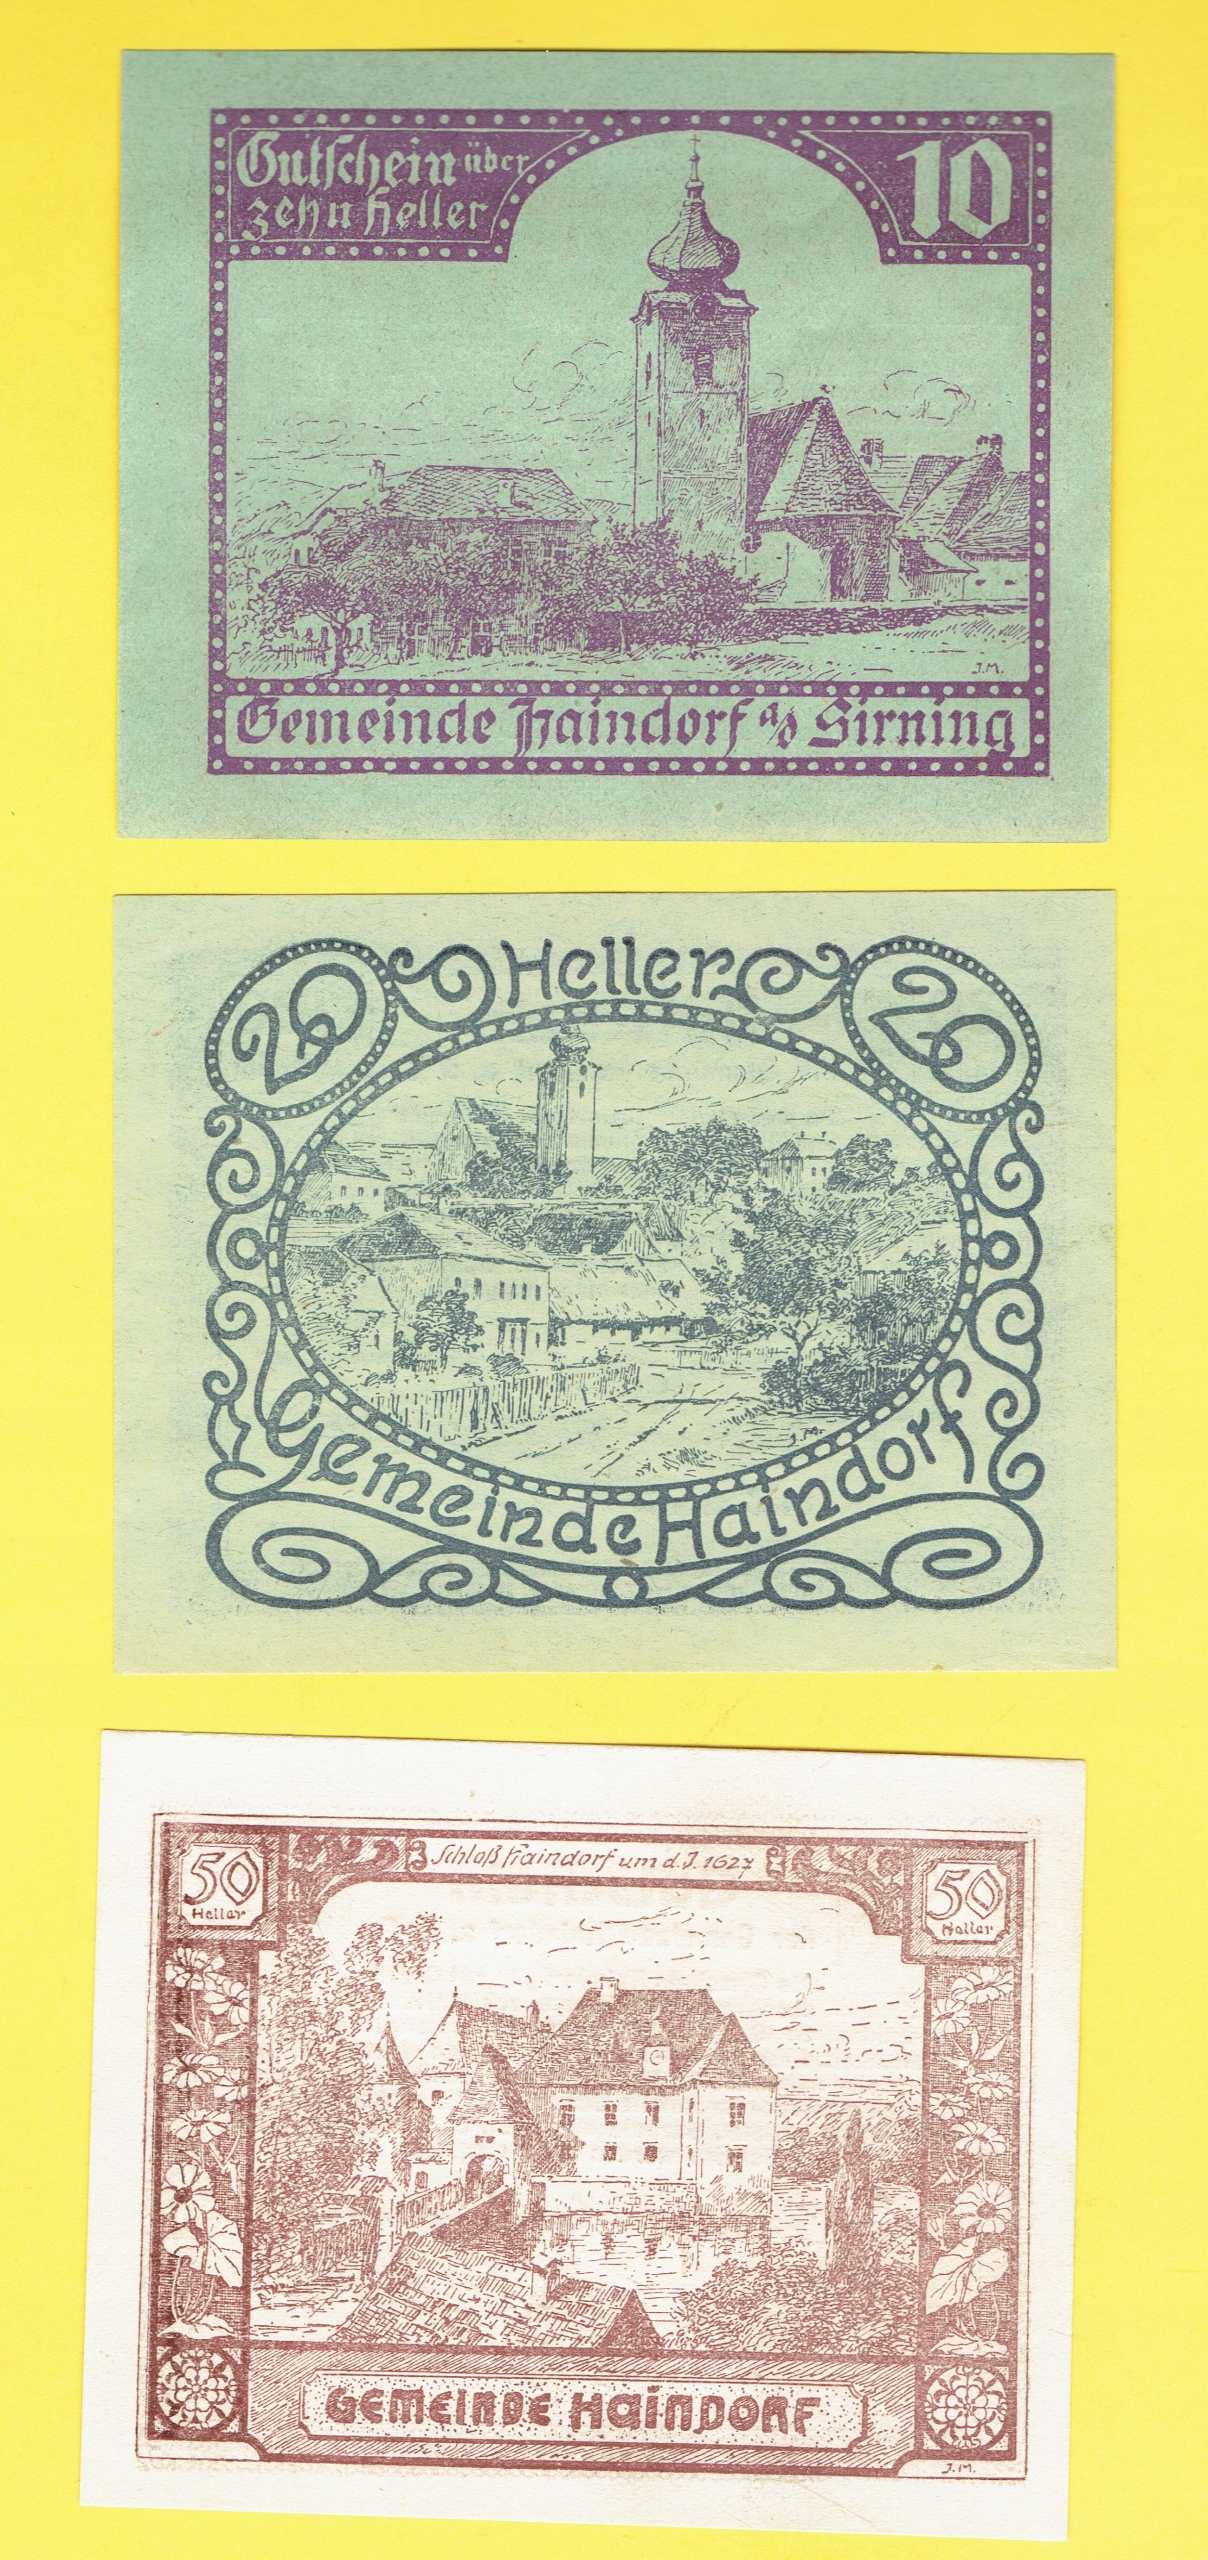 Gutschein über
zehn Heller
10
J.M.
Gemeinde Haindorf a/d Sirning
20 Heller 20
J.M.
Gemeinde Haindorf
50 Heller
Schloß Haindorf um d. J. 1627
50 Heller
GEMEINDE HAINDORF
J.M.